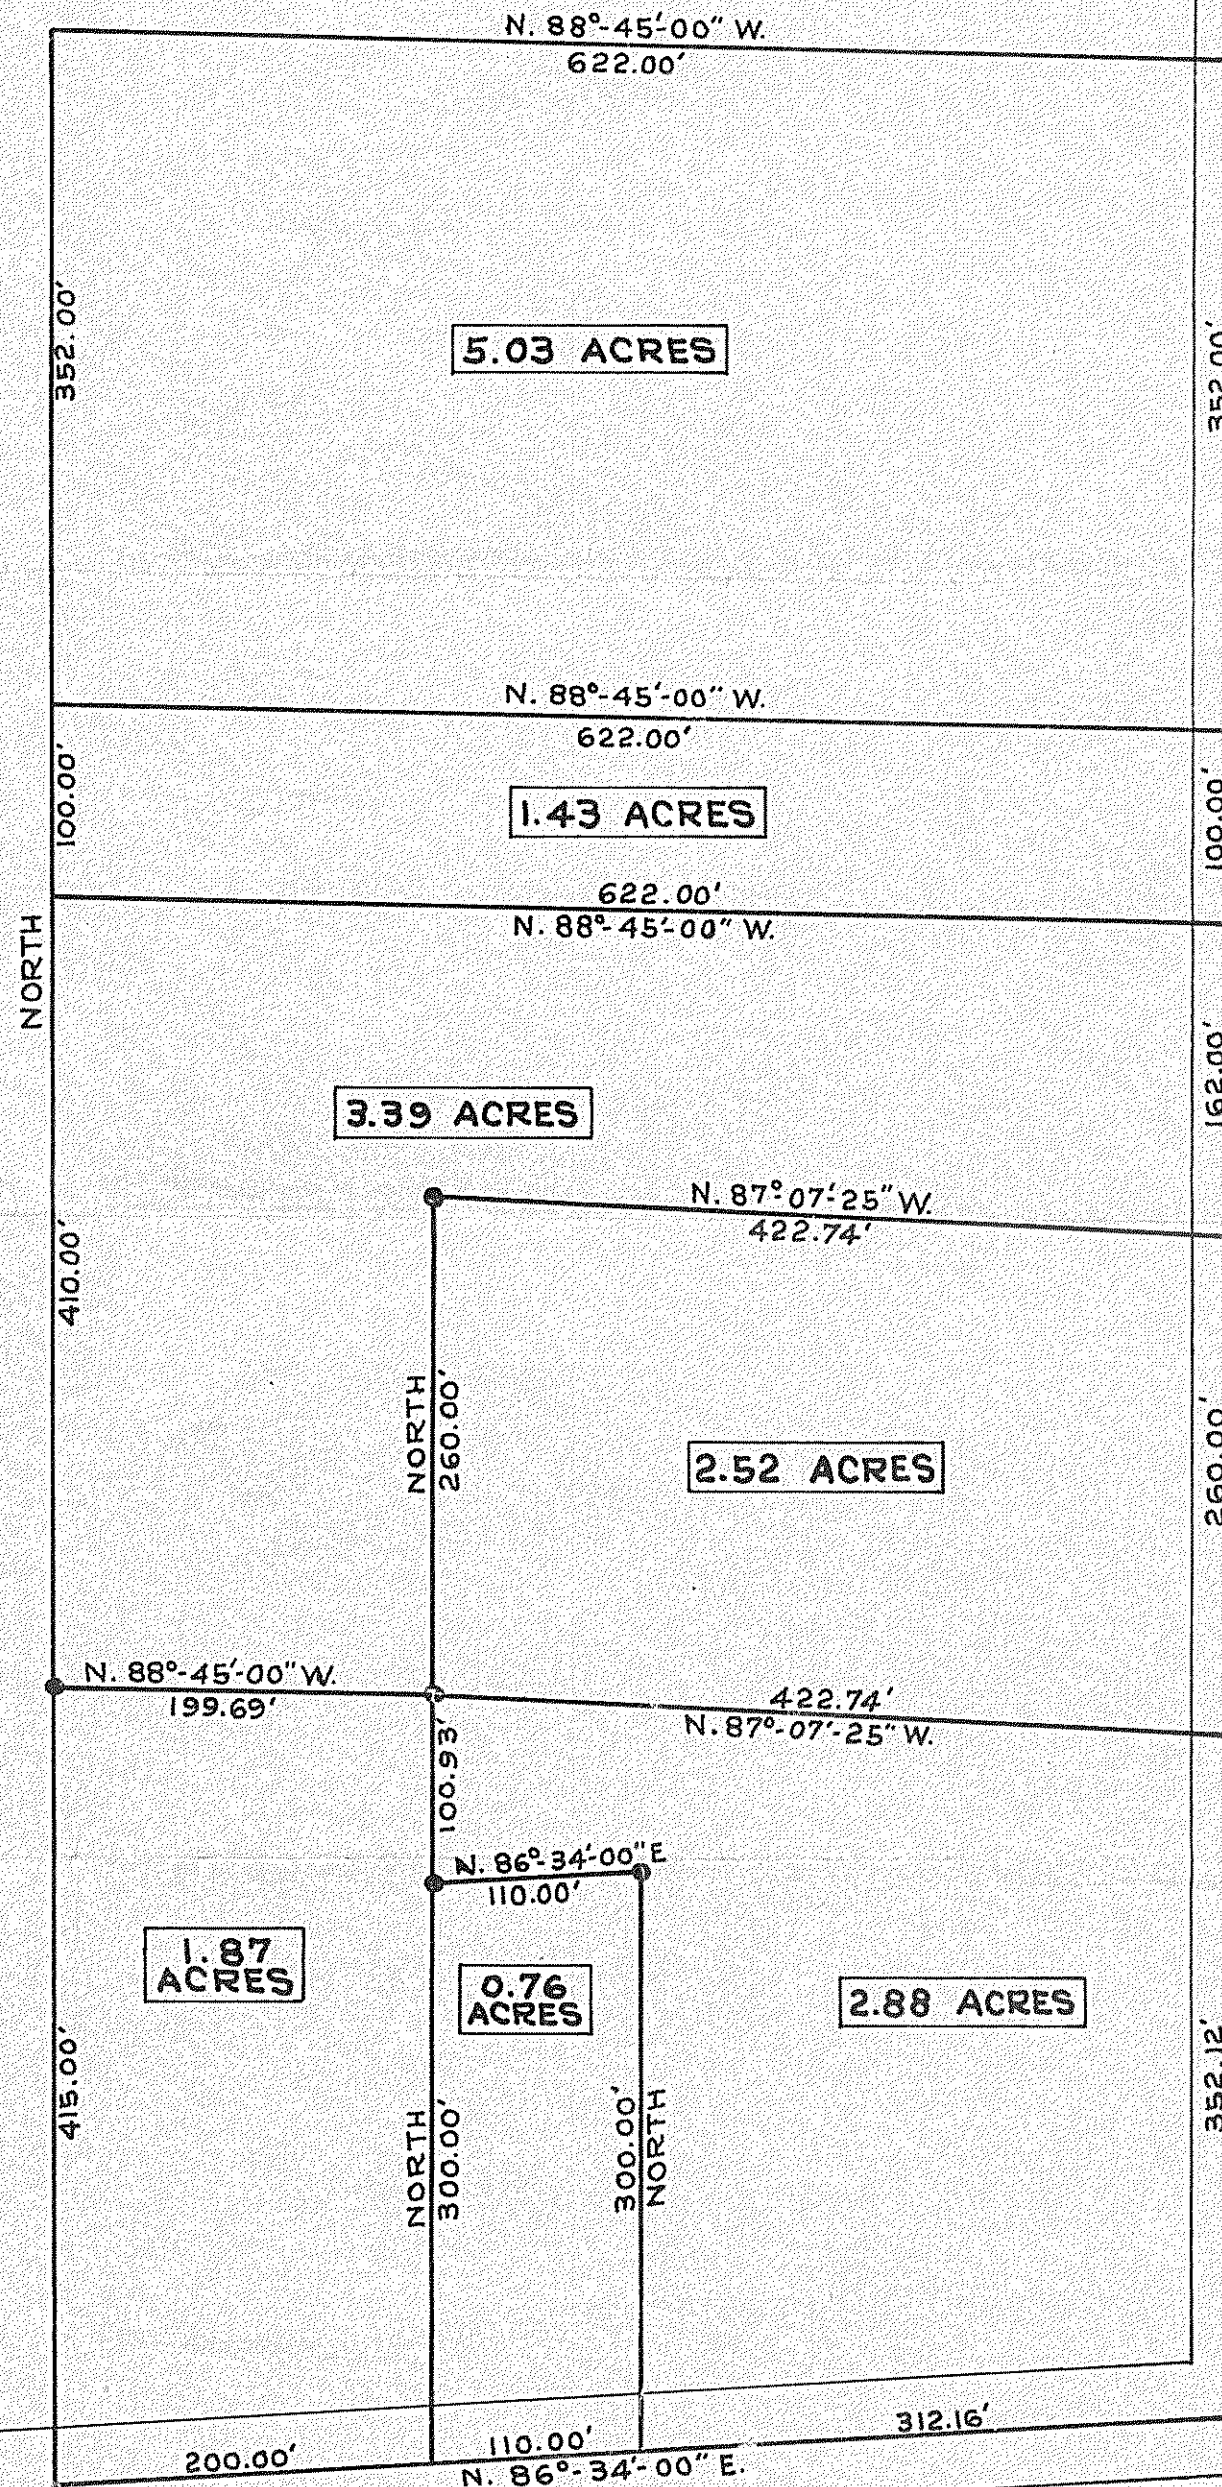 N. 88°-45'-00" W.
622.00'
352.00'
352.00'
5.03 ACRES
N. 88°-45'-00" W.
622.00'
100.00'
100.00'
1.43 ACRES
622.00'
N. 88°-45'-00" W.
NORTH
162.00'
3.39 ACRES
N. 87°-07'-25" W.
422.74'
410.00'
NORTH
260.00'
260.00'
2.52 ACRES
N. 88°-45'-00" W.
199.69'
422.74'
N. 87°-07'-25" W.
100.93'
N. 86°-34'-00" E
110.00'
1.87
ACRES
0.76
ACRES
2.88 ACRES
415.00'
NORTH
300.00'
300.00'
NORTH
352.12'
200.00'
110.00'
312.16'
N. 86°-34'-00" E.